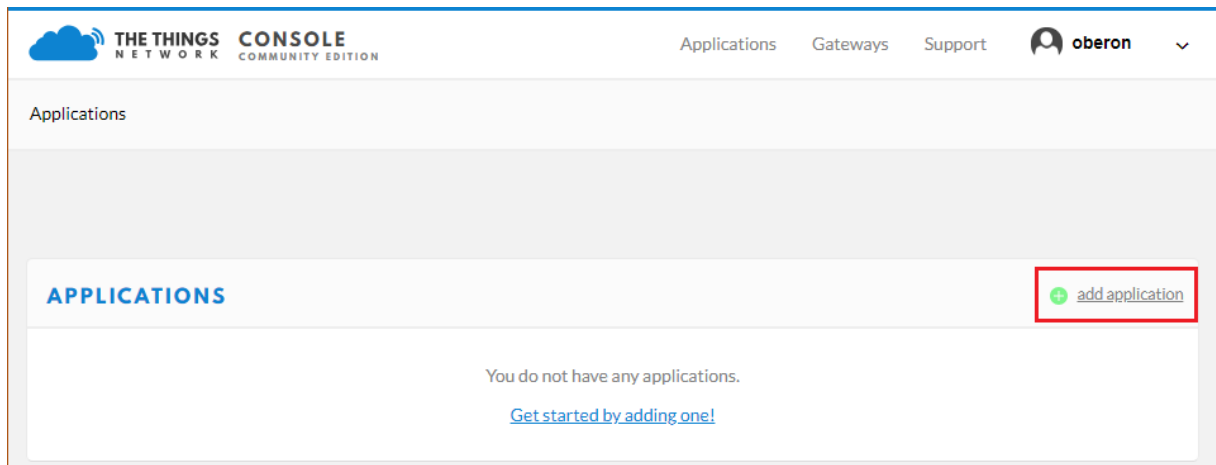 THE THINGS CONSOLE
NETWORK COMMUNITY EDITION
Applications Gateways Support oberon
Applications
APPLICATIONS
add application
You do not have any applications.
Get started by adding one!